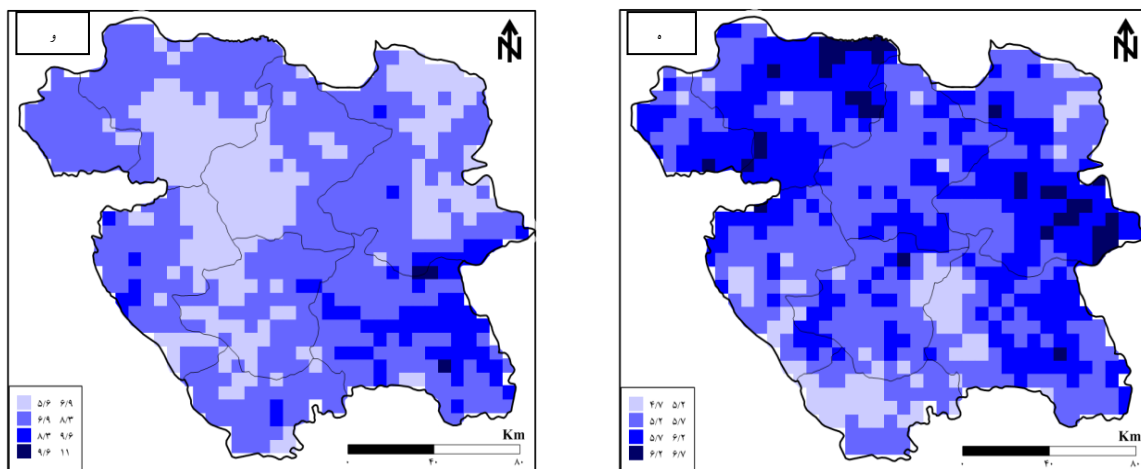 و
N
۵/۶ ۶/۹
۶/۹ ۸/۳
۸/۳ ۹/۶
۹/۶ ۱۱
Km
۰ ۴۰ ۸۰
ه
N
۴/۷ ۵/۲
۵/۲ ۵/۷
۵/۷ ۶/۲
۶/۲ ۶/۷
Km
۰ ۴۰ ۸۰